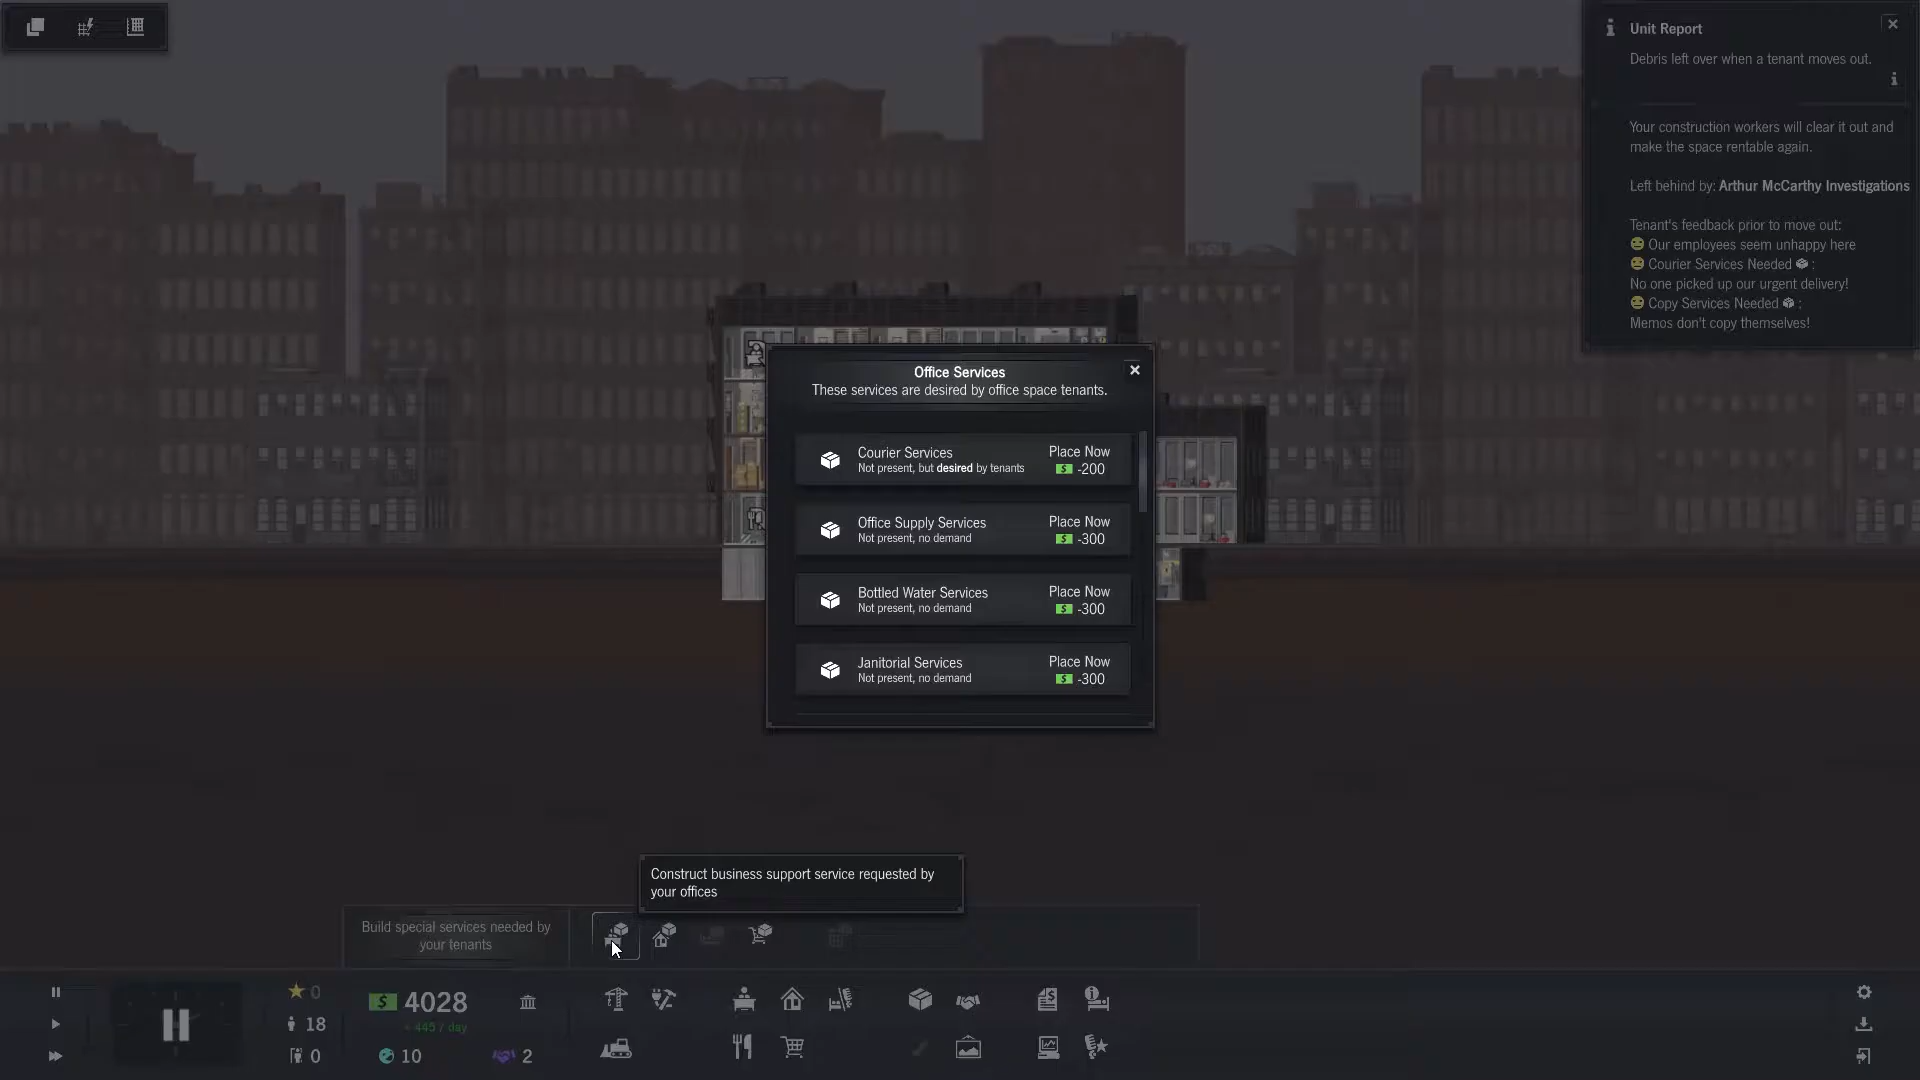 Unit Report
Debris left over when a tenant moves out.
Your construction workers will clear it out and
make the space rentable again.
Left behind by: Arthur McCarthy Investigations
Tenant's feedback prior to move out:
Our employees seem unhappy here
Courier Services Needed :
No one picked up our urgent delivery!
Copy Services Needed :
Memos don't copy themselves!
Office Services
These services are desired by office space tenants.
Courier Services
Not present, but desired by tenants
Place Now
-200
Office Supply Services
Not present, no demand
Place Now
-300
Bottled Water Services
Not present, no demand
Place Now
-300
Janitorial Services
Not present, no demand
Place Now
-300
Construct business support service requested by
your offices
Build special services needed by
your tenants
0
18
0
$ 4028
+ 445 / day
10
2